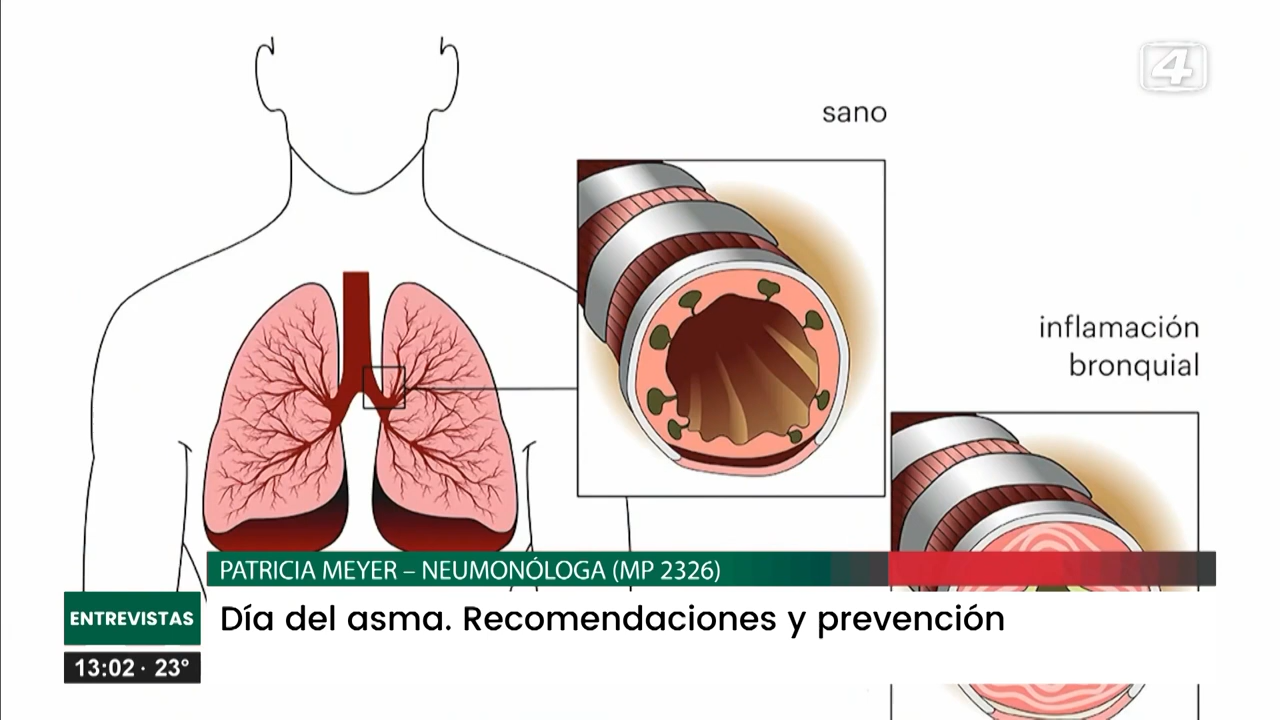 4
sano
inflamación
bronquial
PATRICIA MEYER – NEUMONÓLOGA (MP 2326)
ENTREVISTAS
Día del asma. Recomendaciones y prevención
13:02 · 23°